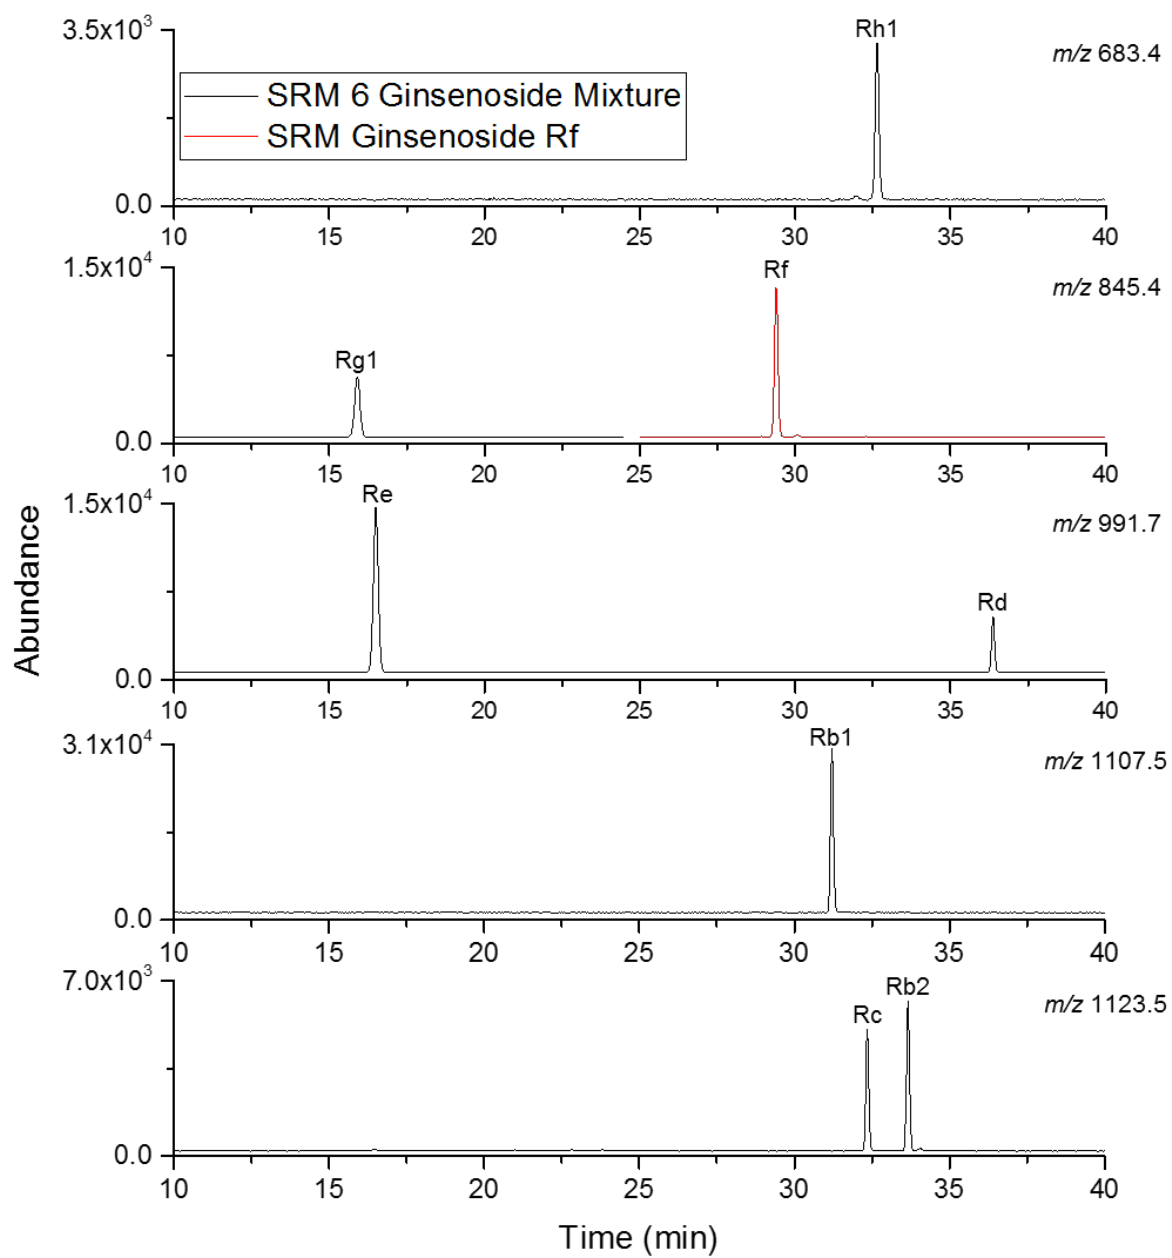 3.5x10³
Rh1
m/z 683.4
SRM 6 Ginsenoside Mixture
SRM Ginsenoside Rf
0.0
10 15 20 25 30 35 40
1.5x10⁴
Rf
m/z 845.4
Rg1
0.0
10 15 20 25 30 35 40
1.5x10⁴
Re
m/z 991.7
Rd
0.0
10 15 20 25 30 35 40
3.1x10⁴
Rb1
m/z 1107.5
0.0
10 15 20 25 30 35 40
7.0x10³
Rb2
m/z 1123.5
Rc
0.0
10 15 20 25 30 35 40
Abundance
Time (min)